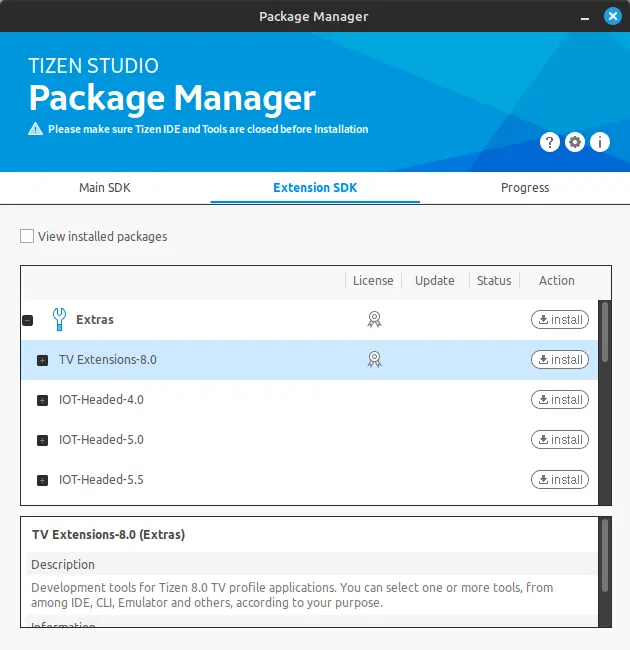 Package Manager
TIZEN STUDIO
Package Manager
Please make sure Tizen IDE and Tools are closed before Installation
Main SDK Extension SDK Progress
View installed packages
License Update Status Action
Extras install
TV Extensions-8.0 install
IOT-Headed-4.0 install
IOT-Headed-5.0 install
IOT-Headed-5.5 install
TV Extensions-8.0 (Extras)
Description
Development tools for Tizen 8.0 TV profile applications. You can select one or more tools, from
among IDE, CLI, Emulator and others, according to your purpose.
Information